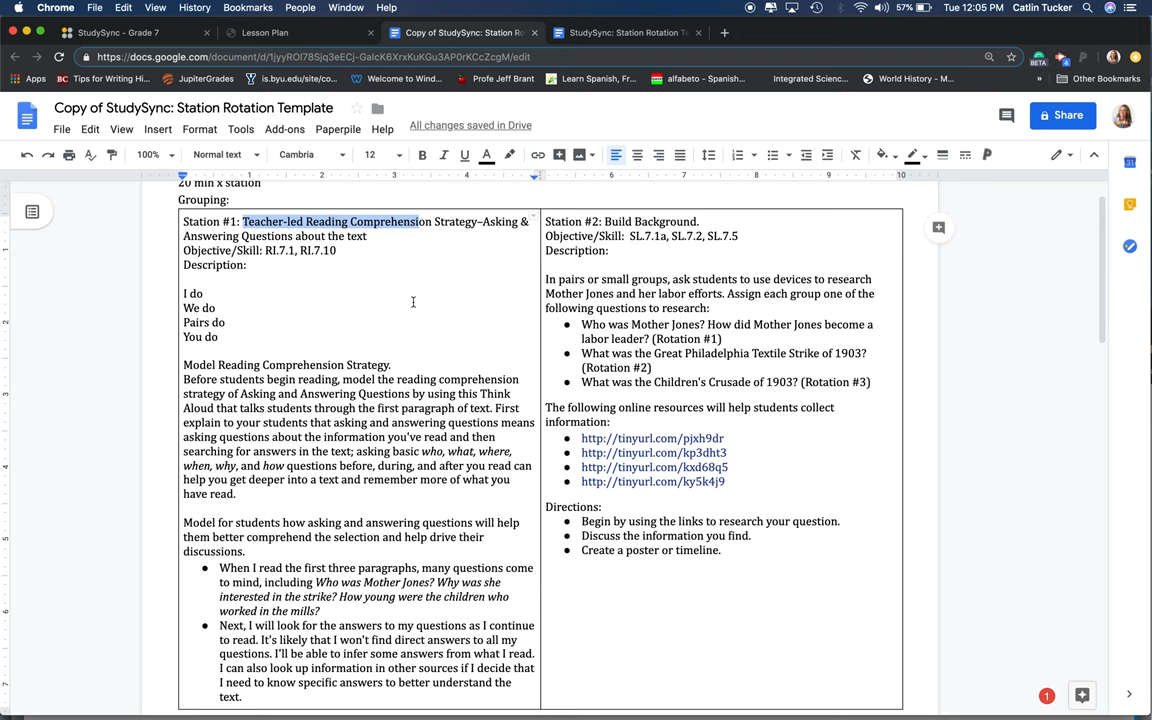 Chrome File Edit View History Bookmarks People Window Help 57% Tue 12:05 PM Catlin Tucker
StudySync - Grade 7 Lesson Plan Copy of StudySync: Station Ro StudySync: Station Rotation T
https://docs.google.com/document/d/1jyyROl78Sjq3eECj-GaIcK6XrxKuKGu3AP0rKCcZcgM/edit
Apps Tips for Writing Hi... JupiterGrades is.byu.edu/site/co... Welcome to Wind... Profe Jeff Brant Learn Spanish, Fr... alfabeto - Spanish... Integrated Scienc... World History - M... » Other Bookmarks
BETA
Copy of StudySync: Station Rotation Template
File Edit View Insert Format Tools Add-ons Paperpile Help All changes saved in Drive
Share
100% Normal text Cambria 12
20 min x station
Grouping:
Station #1: Teacher-led Reading Comprehension Strategy–Asking &
Answering Questions about the text
Objective/Skill: RI.7.1, RI.7.10
Description:
I do
We do
Pairs do
You do
Model Reading Comprehension Strategy.
Before students begin reading, model the reading comprehension
strategy of Asking and Answering Questions by using this Think
Aloud that talks students through the first paragraph of text. First
explain to your students that asking and answering questions means
asking questions about the information you've read and then
searching for answers in the text; asking basic who, what, where,
when, why, and how questions before, during, and after you read can
help you get deeper into a text and remember more of what you
have read.
Model for students how asking and answering questions will help
them better comprehend the selection and help drive their
discussions.
● When I read the first three paragraphs, many questions come
to mind, including Who was Mother Jones? Why was she
interested in the strike? How young were the children who
worked in the mills?
● Next, I will look for the answers to my questions as I continue
to read. It's likely that I won't find direct answers to all my
questions. I'll be able to infer some answers from what I read.
I can also look up information in other sources if I decide that
I need to know specific answers to better understand the
text.
Station #2: Build Background.
Objective/Skill: SL.7.1a, SL.7.2, SL.7.5
Description:
In pairs or small groups, ask students to use devices to research
Mother Jones and her labor efforts. Assign each group one of the
following questions to research:
● Who was Mother Jones? How did Mother Jones become a
labor leader? (Rotation #1)
● What was the Great Philadelphia Textile Strike of 1903?
(Rotation #2)
● What was the Children's Crusade of 1903? (Rotation #3)
The following online resources will help students collect
information:
● http://tinyurl.com/pjxh9dr
● http://tinyurl.com/kp3dht3
● http://tinyurl.com/kxd68q5
● http://tinyurl.com/ky5k4j9
Directions:
● Begin by using the links to research your question.
● Discuss the information you find.
● Create a poster or timeline.
1